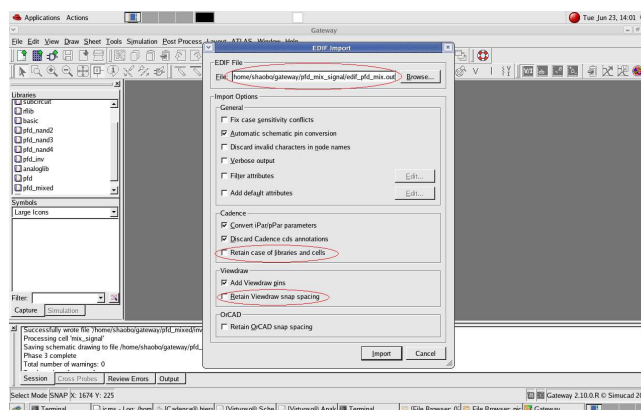 Applications Actions
Tue Jun 23, 14:01
Gateway
File Edit View Draw Sheet Tools Simulation Post Process Layout ATLAS Window Help
EDIF Import
EDIF File
File home/shaobo/gateway/pfd_mix_signal/edif_pfd_mix.out Browse...
Import Options
General
Fix case sensitivity conflicts
Automatic schematic pin conversion
Discard invalid characters in node names
Verbose output
Filter attributes Edit...
Add default attributes Edit...
Cadence
Convert iPar/pPar parameters
Discard Cadence cds annotations
Retain case of libraries and cells
Viewdraw
Add Viewdraw pins
Retain Viewdraw snap spacing
OrCAD
Retain OrCAD snap spacing
Import Cancel
Libraries
subcircuit
rflib
basic
pfd_nand2
pfd_nand3
pfd_nand4
pfd_inv
analoglib
pfd
pfd_mixed
Symbols
Large Icons
Filter:
Capture Simulation
Successfully wrote file '/home/shaobo/gateway/pfd_mixed/inv
Processing cell 'mix_signal'
Saving schematic drawing to file /home/shaobo/gateway/pfd_
Phase 3 complete
Total number of warnings: 0
Session Cross Probes Review Errors Output
Select Mode SNAP X: 1674 Y: 225
Gateway 2.10.0.R © Simucad 20
Terminal
Terminal
Gateway